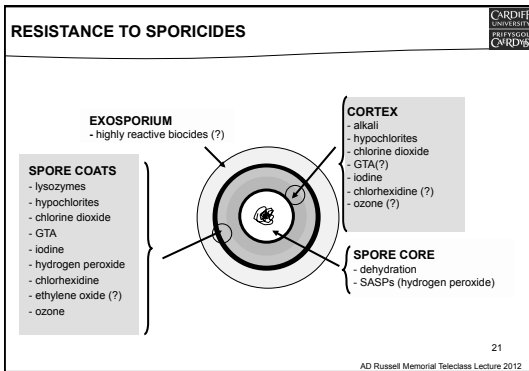 RESISTANCE TO SPORICIDES
CARDIFF
UNIVERSITY
PRIFYSGOL
CAERDYDD
EXOSPORIUM
- highly reactive biocides (?)
CORTEX
- alkali
- hypochlorites
- chlorine dioxide
- GTA(?)
- iodine
- chlorhexidine (?)
- ozone (?)
SPORE COATS
- lysozymes
- hypochlorites
- chlorine dioxide
- GTA
- iodine
- hydrogen peroxide
- chlorhexidine
- ethylene oxide (?)
- ozone
SPORE CORE
- dehydration
- SASPs (hydrogen peroxide)
21
AD Russell Memorial Teleclass Lecture 2012